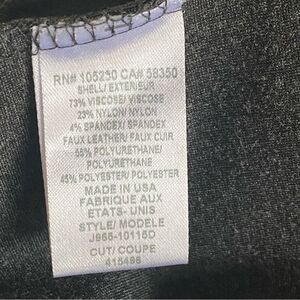 RN# 105230 CA# 58350
SHELL/ EXTERIEUR
73% VISCOSE/ VISCOSE
23% NYLON/ NYLON
4% SPANDEX/ SPANDEX
FAUX LEATHER/ FAUX CUIR
55% POLYURETHANE/
POLYURETHANE
45% POLYESTER/ POLYESTER
MADE IN USA
FABRIQUE AUX
ETATS- UNIS
STYLE/ MODELE
J965-10115D
CUT/ COUPE
415498